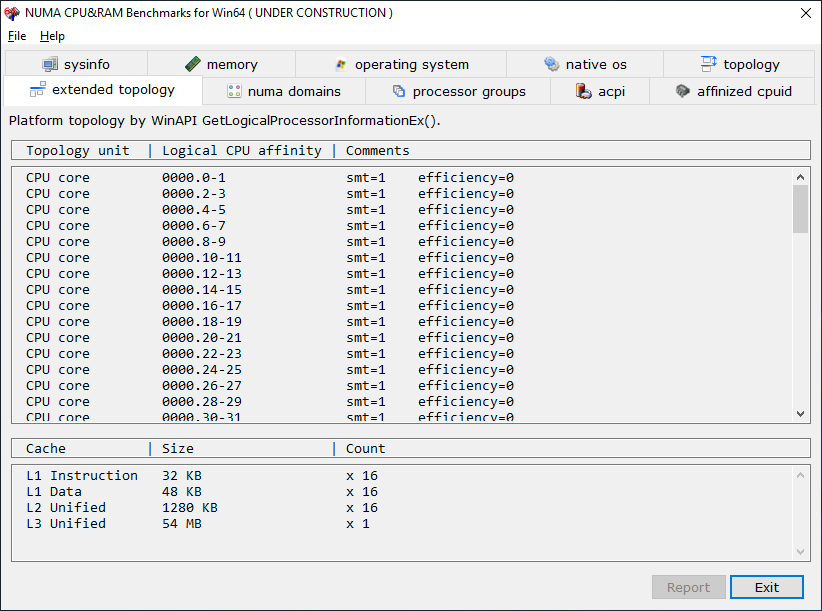 NUMA CPU&RAM Benchmarks for Win64 ( UNDER CONSTRUCTION )
File Help
sysinfo memory operating system native os topology
extended topology numa domains processor groups acpi affinized cpuid
Platform topology by WinAPI GetLogicalProcessorInformationEx().
Topology unit | Logical CPU affinity | Comments
CPU core 0000.0-1 smt=1 efficiency=0
CPU core 0000.2-3 smt=1 efficiency=0
CPU core 0000.4-5 smt=1 efficiency=0
CPU core 0000.6-7 smt=1 efficiency=0
CPU core 0000.8-9 smt=1 efficiency=0
CPU core 0000.10-11 smt=1 efficiency=0
CPU core 0000.12-13 smt=1 efficiency=0
CPU core 0000.14-15 smt=1 efficiency=0
CPU core 0000.16-17 smt=1 efficiency=0
CPU core 0000.18-19 smt=1 efficiency=0
CPU core 0000.20-21 smt=1 efficiency=0
CPU core 0000.22-23 smt=1 efficiency=0
CPU core 0000.24-25 smt=1 efficiency=0
CPU core 0000.26-27 smt=1 efficiency=0
CPU core 0000.28-29 smt=1 efficiency=0
CPU core 0000.30-31 smt=1 efficiency=0
Cache | Size | Count
L1 Instruction 32 KB x 16
L1 Data 48 KB x 16
L2 Unified 1280 KB x 16
L3 Unified 54 MB x 1
Report Exit